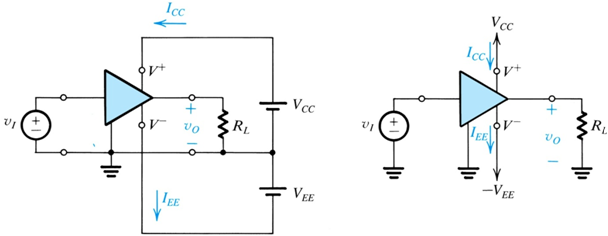 I_CC
V⁺
v_I
+
−
+
v_O
−
R_L
V_CC
V⁻
I_EE
V_EE
V_CC
I_CC
V⁺
v_I
+
−
I_EE
V⁻
+
v_O
−
R_L
−V_EE